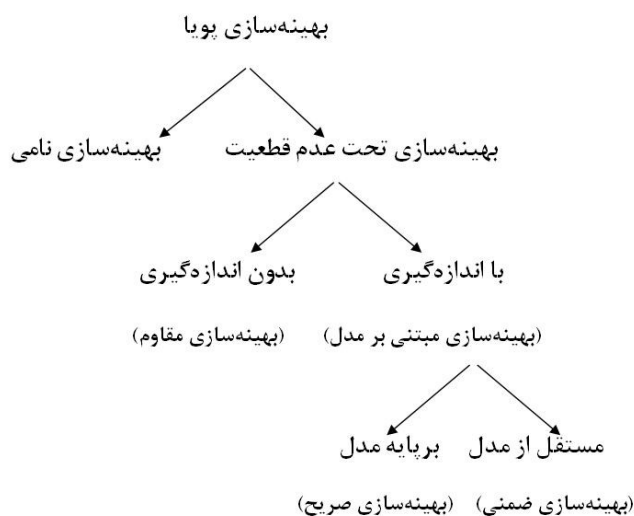 بهینه‌سازی پویا
بهینه‌سازی تحت عدم قطعیت بهینه‌سازی نامی
با اندازه‌گیری بدون اندازه‌گیری
(بهینه‌سازی مبتنی بر مدل) (بهینه‌سازی مقاوم)
مستقل از مدل برپایه مدل
(بهینه‌سازی ضمنی) (بهینه‌سازی صریح)